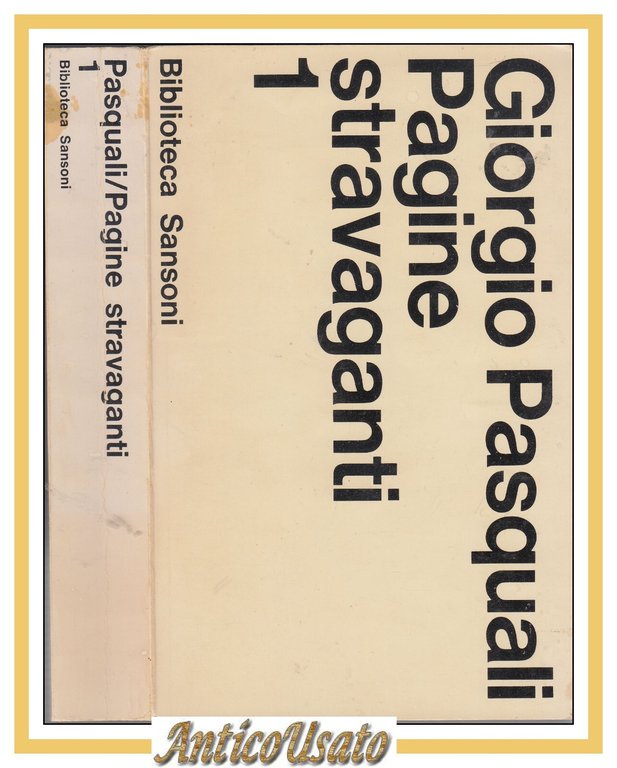 Giorgio Pasquali
Pagine
stravaganti
1
Biblioteca Sansoni
Pasquali/Pagine stravaganti
1
Biblioteca Sansoni
AnticoUsato